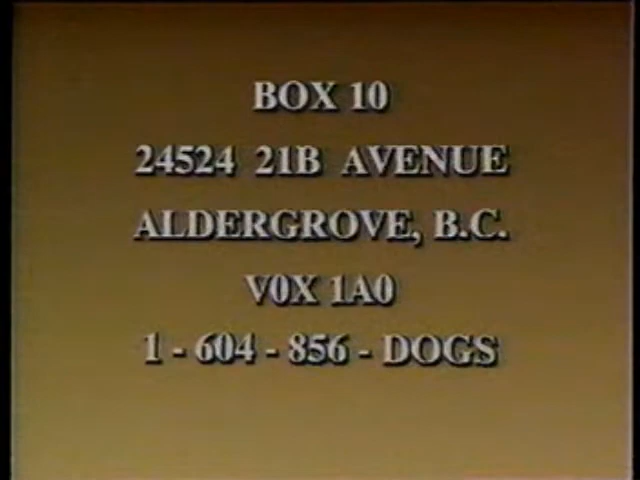 BOX 10
24524 21B AVENUE
ALDERGROVE, B.C.
V0X 1A0
1 - 604 - 856 - DOGS